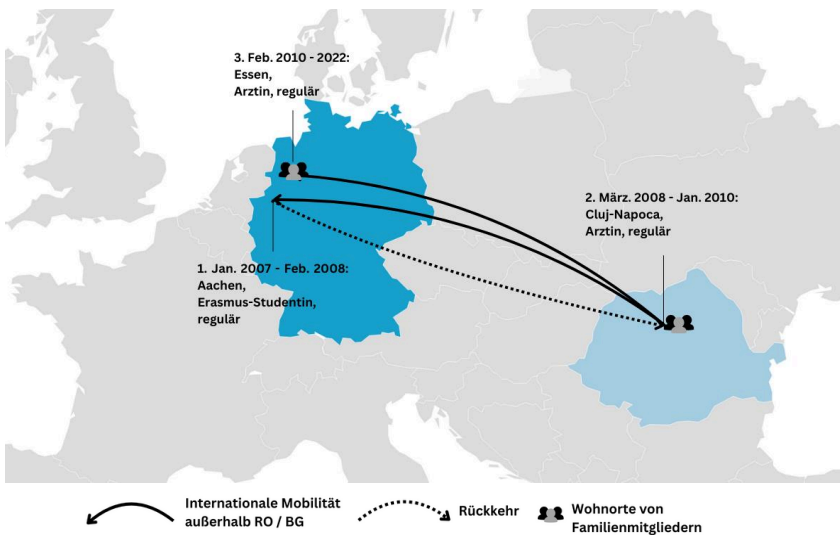 3. Feb. 2010 - 2022:
Essen,
Arztin, regulär
2. März. 2008 - Jan. 2010:
Cluj-Napoca,
Arztin, regulär
1. Jan. 2007 - Feb. 2008:
Aachen,
Erasmus-Studentin,
regulär
Internationale Mobilität
außerhalb RO / BG
Rückkehr
Wohnorte von
Familienmitgliedern